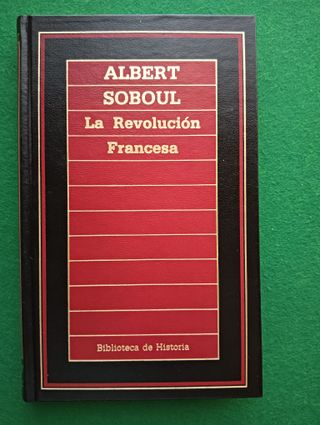 ALBERT
SOBOUL
La Revolución
Francesa
Biblioteca de Historia